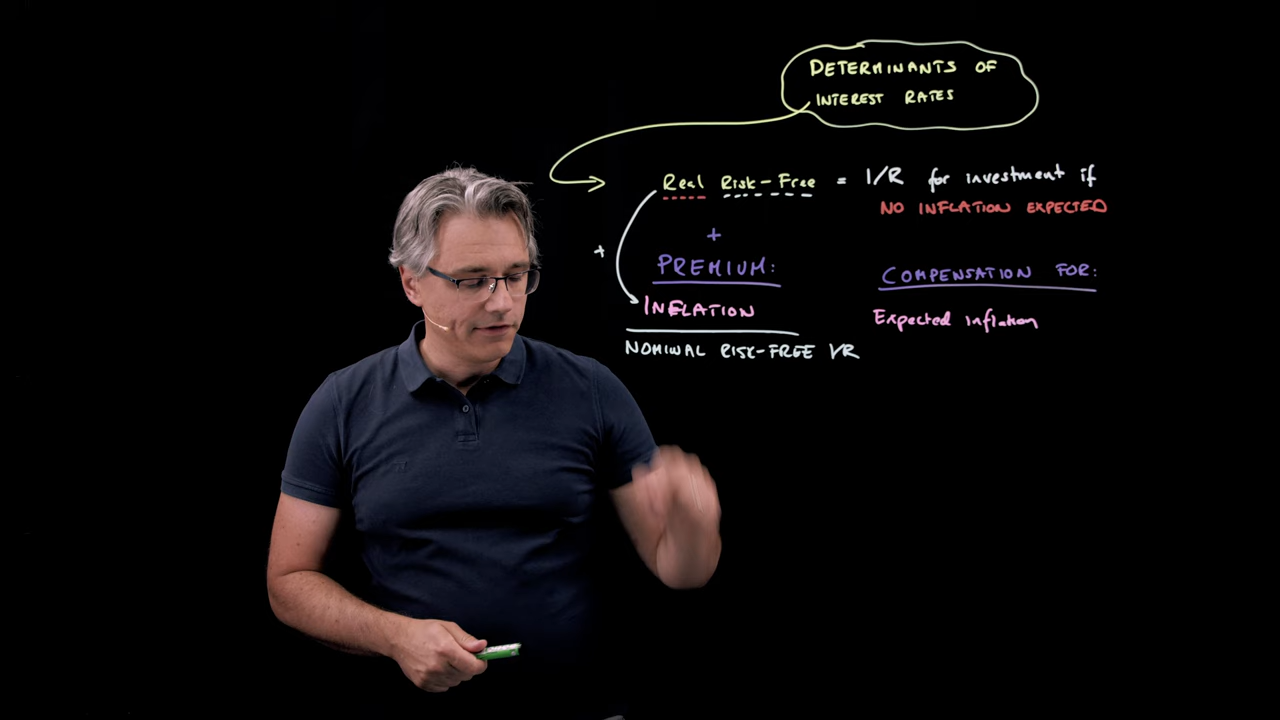 DETERMINANTS OF
INTEREST RATES
Real Risk-Free = I/R for investment if
NO INFLATION EXPECTED
+
+
PREMIUM:
COMPENSATION FOR:
INFLATION
Expected inflation
NOMINAL RISK-FREE I/R